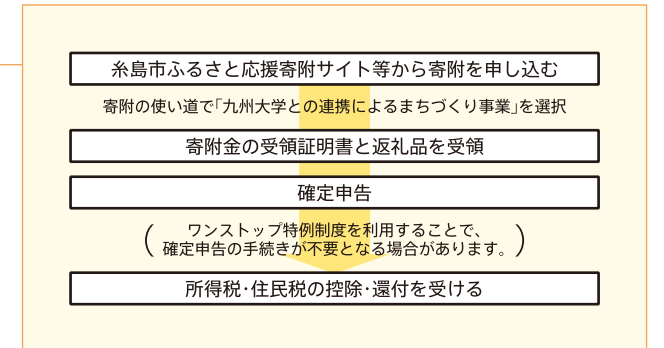 糸島市ふるさと応援寄附サイト等から寄附を申し込む
寄附の使い道で「九州大学との連携によるまちづくり事業」を選択
寄附金の受領証明書と返礼品を受領
確定申告
(ワンストップ特例制度を利用することで、
確定申告の手続きが不要となる場合があります。)
所得税・住民税の控除・還付を受ける